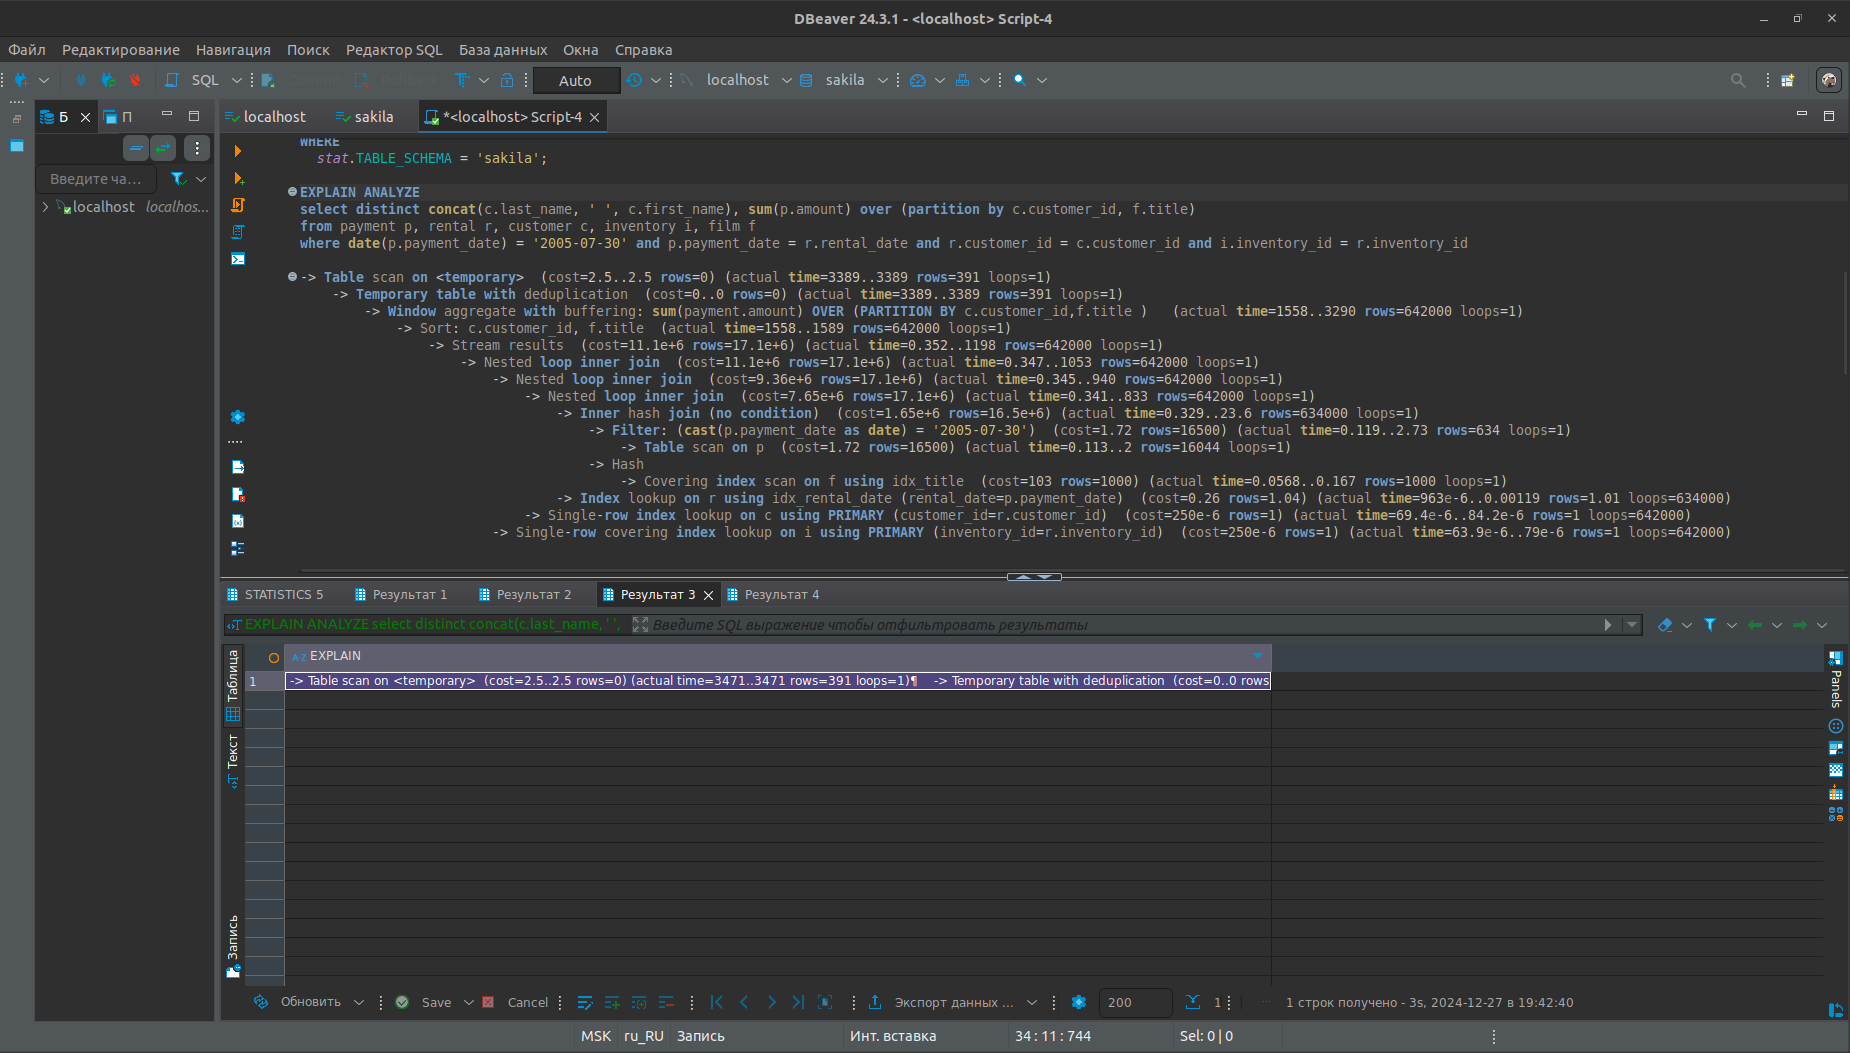 DBeaver 24.3.1 - <localhost> Script-4
Файл Редактирование Навигация Поиск Редактор SQL База данных Окна Справка
SQL Auto localhost sakila
Б П localhost sakila *<localhost> Script-4
Введите ча...
localhost localhos...
WHERE
stat.TABLE_SCHEMA = 'sakila';
EXPLAIN ANALYZE
select distinct concat(c.last_name, ' ', c.first_name), sum(p.amount) over (partition by c.customer_id, f.title)
from payment p, rental r, customer c, inventory i, film f
where date(p.payment_date) = '2005-07-30' and p.payment_date = r.rental_date and r.customer_id = c.customer_id and i.inventory_id = r.inventory_id
-> Table scan on <temporary>  (cost=2.5..2.5 rows=0) (actual time=3389..3389 rows=391 loops=1)
-> Temporary table with deduplication  (cost=0..0 rows=0) (actual time=3389..3389 rows=391 loops=1)
-> Window aggregate with buffering: sum(payment.amount) OVER (PARTITION BY c.customer_id,f.title )   (actual time=1558..3290 rows=642000 loops=1)
-> Sort: c.customer_id, f.title  (actual time=1558..1589 rows=642000 loops=1)
-> Stream results  (cost=11.1e+6 rows=17.1e+6) (actual time=0.352..1198 rows=642000 loops=1)
-> Nested loop inner join  (cost=11.1e+6 rows=17.1e+6) (actual time=0.347..1053 rows=642000 loops=1)
-> Nested loop inner join  (cost=9.36e+6 rows=17.1e+6) (actual time=0.345..940 rows=642000 loops=1)
-> Nested loop inner join  (cost=7.65e+6 rows=17.1e+6) (actual time=0.341..833 rows=642000 loops=1)
-> Inner hash join (no condition)  (cost=1.65e+6 rows=16.5e+6) (actual time=0.329..23.6 rows=634000 loops=1)
-> Filter: (cast(p.payment_date as date) = '2005-07-30')  (cost=1.72 rows=16500) (actual time=0.119..2.73 rows=634 loops=1)
-> Table scan on p  (cost=1.72 rows=16500) (actual time=0.113..2 rows=16044 loops=1)
-> Hash
-> Covering index scan on f using idx_title  (cost=103 rows=1000) (actual time=0.0568..0.167 rows=1000 loops=1)
-> Index lookup on r using idx_rental_date (rental_date=p.payment_date)  (cost=0.26 rows=1.04) (actual time=963e-6..0.00119 rows=1.01 loops=634000)
-> Single-row index lookup on c using PRIMARY (customer_id=r.customer_id)  (cost=250e-6 rows=1) (actual time=69.4e-6..84.2e-6 rows=1 loops=642000)
-> Single-row covering index lookup on i using PRIMARY (inventory_id=r.inventory_id)  (cost=250e-6 rows=1) (actual time=63.9e-6..79e-6 rows=1 loops=642000)
STATISTICS 5 Результат 1 Результат 2 Результат 3 Результат 4
EXPLAIN ANALYZE select distinct concat(c.last_name, ' ', Введите SQL выражение чтобы отфильтровать результаты
Таблица
Текст
Запись
A-Z EXPLAIN
1 -> Table scan on <temporary>  (cost=2.5..2.5 rows=0) (actual time=3471..3471 rows=391 loops=1)¶    -> Temporary table with deduplication  (cost=0..0 rows
Panels
Обновить Save Cancel Экспорт данных ... 200 1 1 строк получено - 3s, 2024-12-27 в 19:42:40
MSK ru_RU Запись Инт. вставка 34 : 11 : 744 Sel: 0 | 0